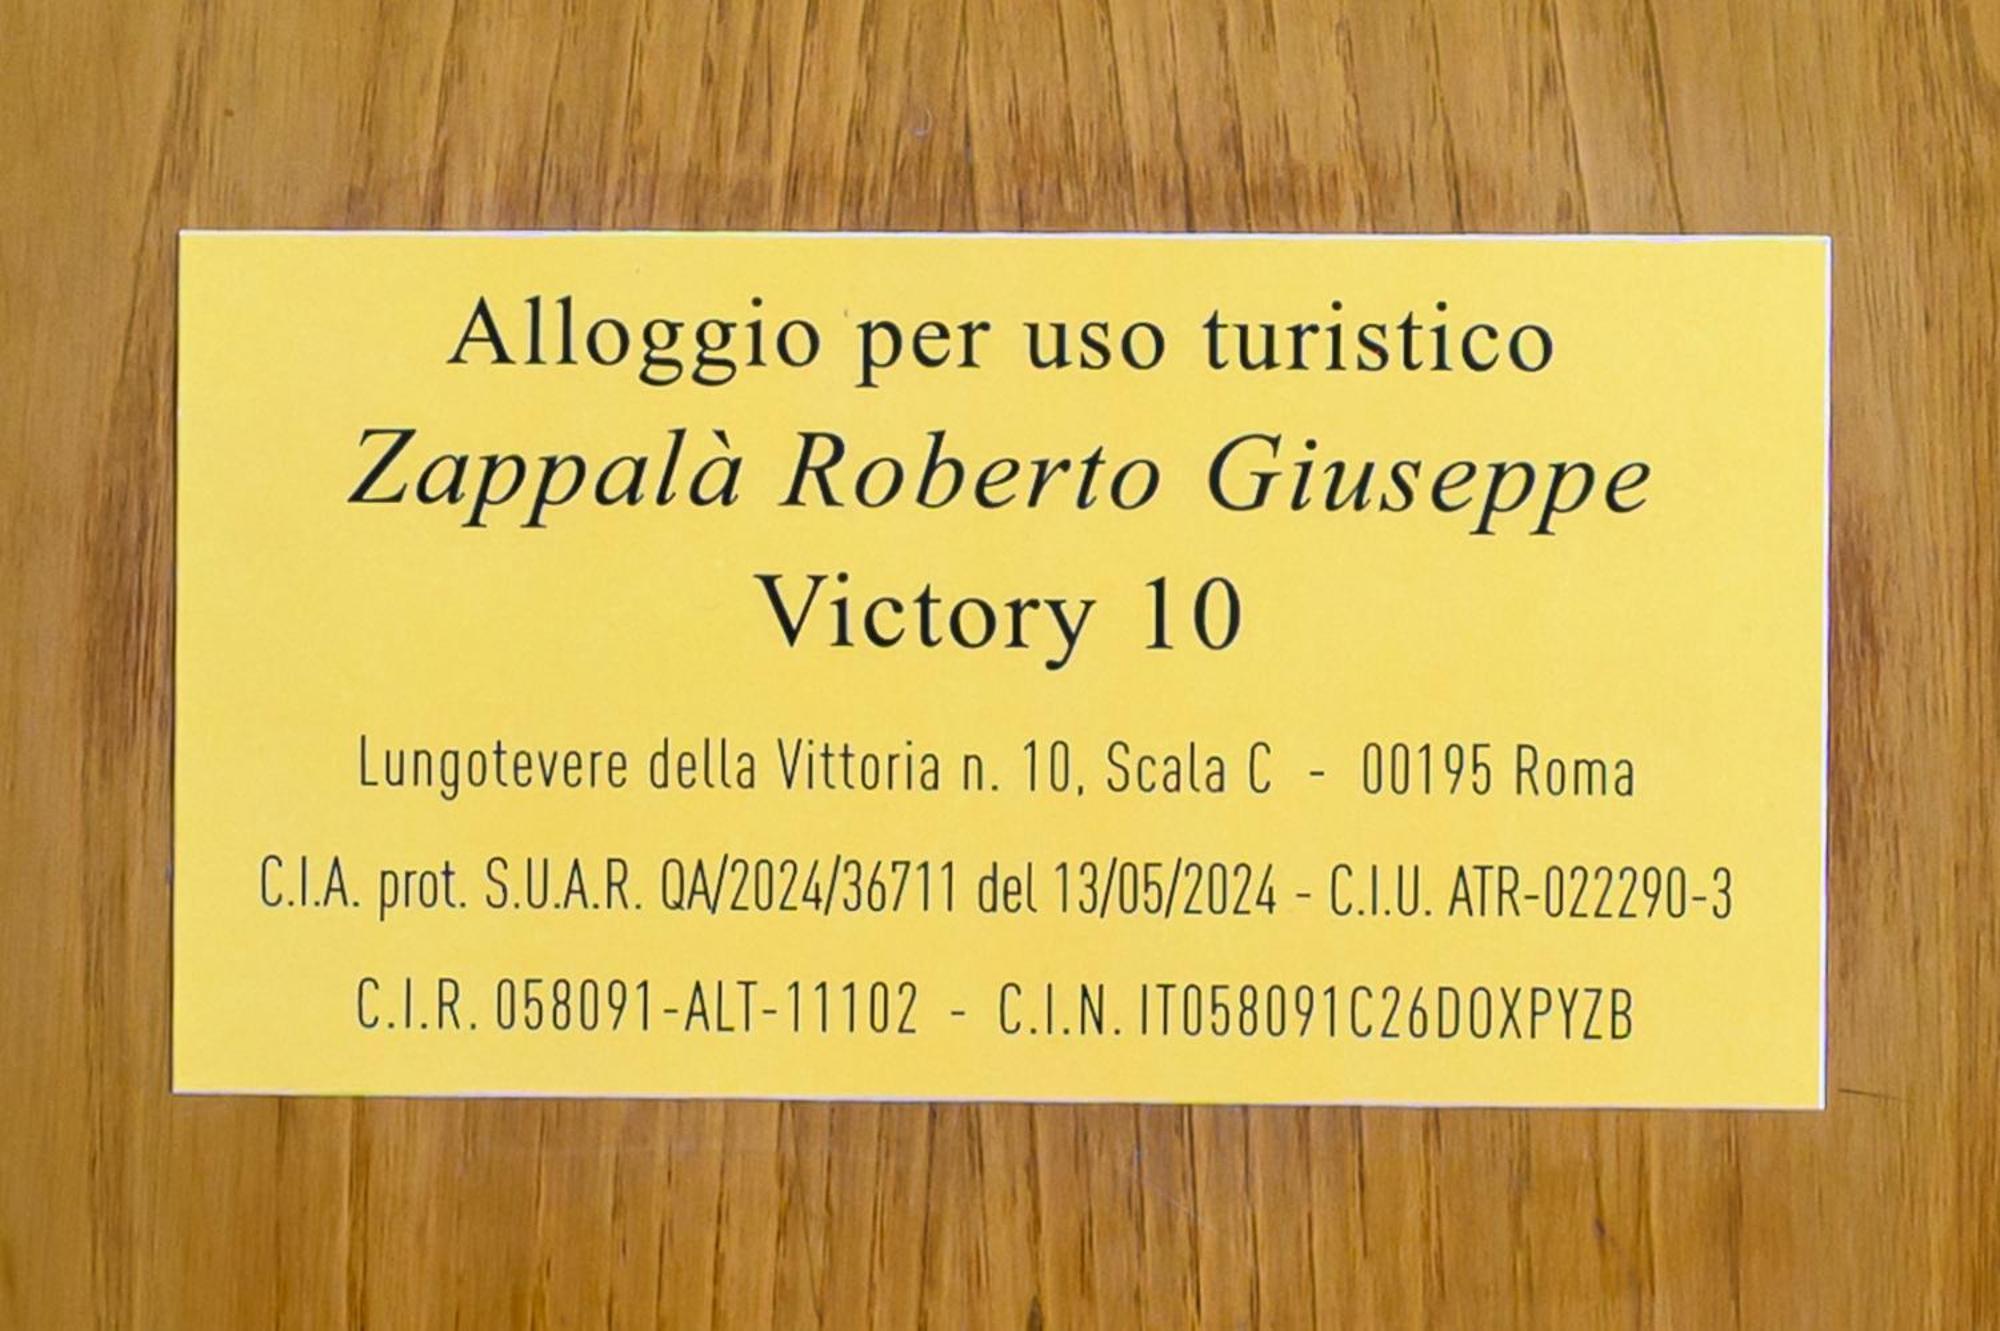 Alloggio per uso turistico
Zappalà Roberto Giuseppe
Victory 10
Lungotevere della Vittoria n. 10, Scala C - 00195 Roma
C.I.A. prot. S.U.A.R. QA/2024/36711 del 13/05/2024 - C.I.U. ATR-022290-3
C.I.R. 058091-ALT-11102 - C.I.N. IT058091C26DOXPYZB